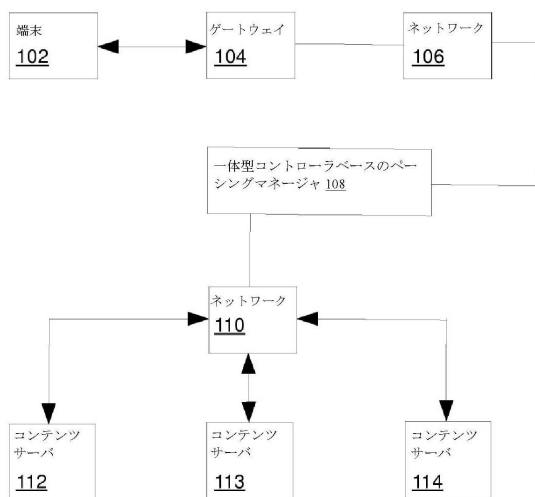 端末
102
ゲートウェイ
104
ネットワーク
106
一体型コントローラベースのペー
シングマネージャ 108
ネットワーク
110
コンテンツ
サーバ
112
コンテンツ
サーバ
113
コンテンツ
サーバ
114